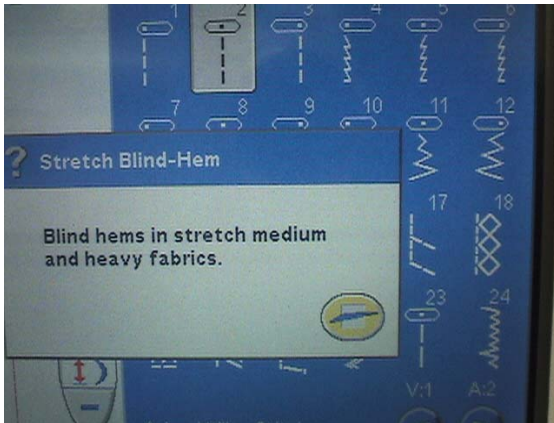 1 2 3 4 5 6
7 8 9 10 11 12
? Stretch Blind-Hem
17 18
Blind hems in stretch medium
and heavy fabrics.
23 24
V:1 A:2